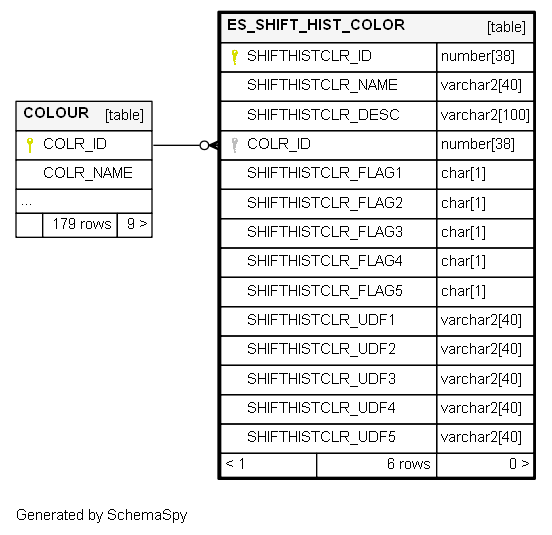 COLOUR [table]
COLR_ID
COLR_NAME
...
179 rows 9 >
ES_SHIFT_HIST_COLOR [table]
SHIFTHISTCLR_ID number[38]
SHIFTHISTCLR_NAME varchar2[40]
SHIFTHISTCLR_DESC varchar2[100]
COLR_ID number[38]
SHIFTHISTCLR_FLAG1 char[1]
SHIFTHISTCLR_FLAG2 char[1]
SHIFTHISTCLR_FLAG3 char[1]
SHIFTHISTCLR_FLAG4 char[1]
SHIFTHISTCLR_FLAG5 char[1]
SHIFTHISTCLR_UDF1 varchar2[40]
SHIFTHISTCLR_UDF2 varchar2[40]
SHIFTHISTCLR_UDF3 varchar2[40]
SHIFTHISTCLR_UDF4 varchar2[40]
SHIFTHISTCLR_UDF5 varchar2[40]
< 1 6 rows 0 >
Generated by SchemaSpy